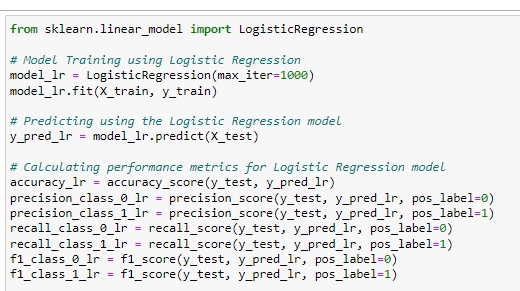 from sklearn.linear_model import LogisticRegression
# Model Training using Logistic Regression
model_lr = LogisticRegression(max_iter=1000)
model_lr.fit(X_train, y_train)
# Predicting using the Logistic Regression model
y_pred_lr = model_lr.predict(X_test)
# Calculating performance metrics for Logistic Regression model
accuracy_lr = accuracy_score(y_test, y_pred_lr)
precision_class_0_lr = precision_score(y_test, y_pred_lr, pos_label=0)
precision_class_1_lr = precision_score(y_test, y_pred_lr, pos_label=1)
recall_class_0_lr = recall_score(y_test, y_pred_lr, pos_label=0)
recall_class_1_lr = recall_score(y_test, y_pred_lr, pos_label=1)
f1_class_0_lr = f1_score(y_test, y_pred_lr, pos_label=0)
f1_class_1_lr = f1_score(y_test, y_pred_lr, pos_label=1)